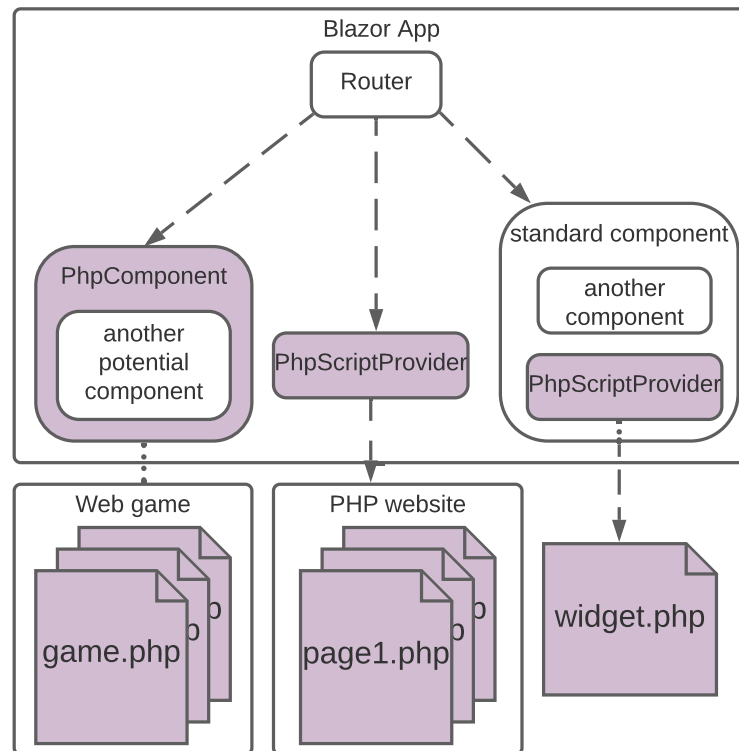 Blazor App
Router
PhpComponent
another
potential
component
PhpScriptProvider
standard component
another
component
PhpScriptProvider
Web game
game.php
p
p
PHP website
page1.php
p
p
widget.php